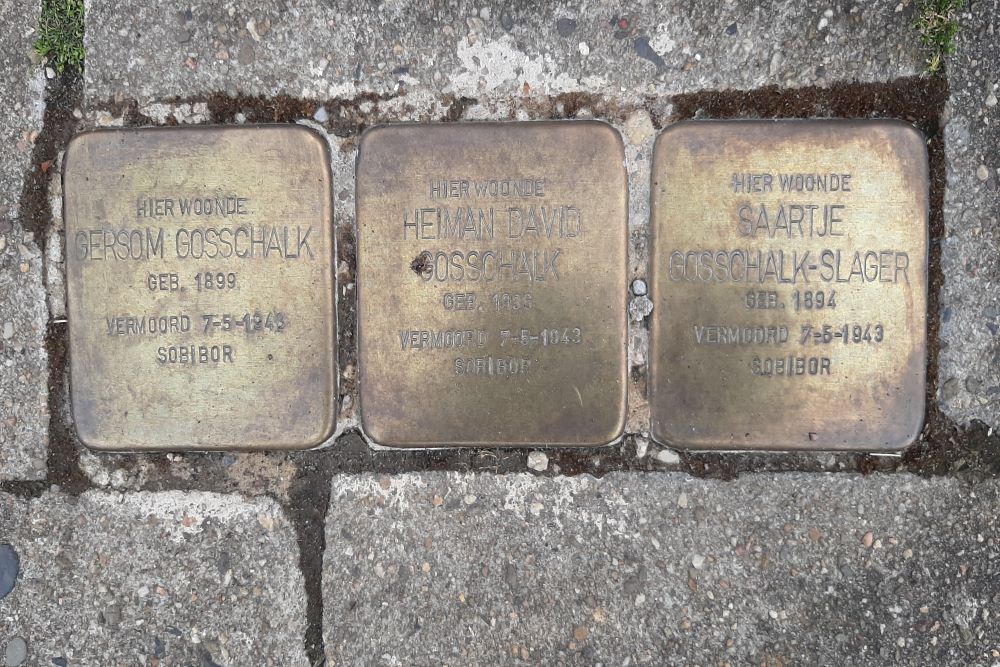 HIER WOONDE
GERSOM GOSSCHALK
GEB. 1899
VERMOORD 7-5-1943
SOBIBOR
HIER WOONDE
HEIMAN DAVID
GOSSCHALK
GEB.
VERMOORD 7-5-1943
SOBIBOR
HIER WOONDE
SAARTJE
GOSSCHALK-SLAGER
GEB. 1894
VERMOORD 7-5-1943
SOBIBOR